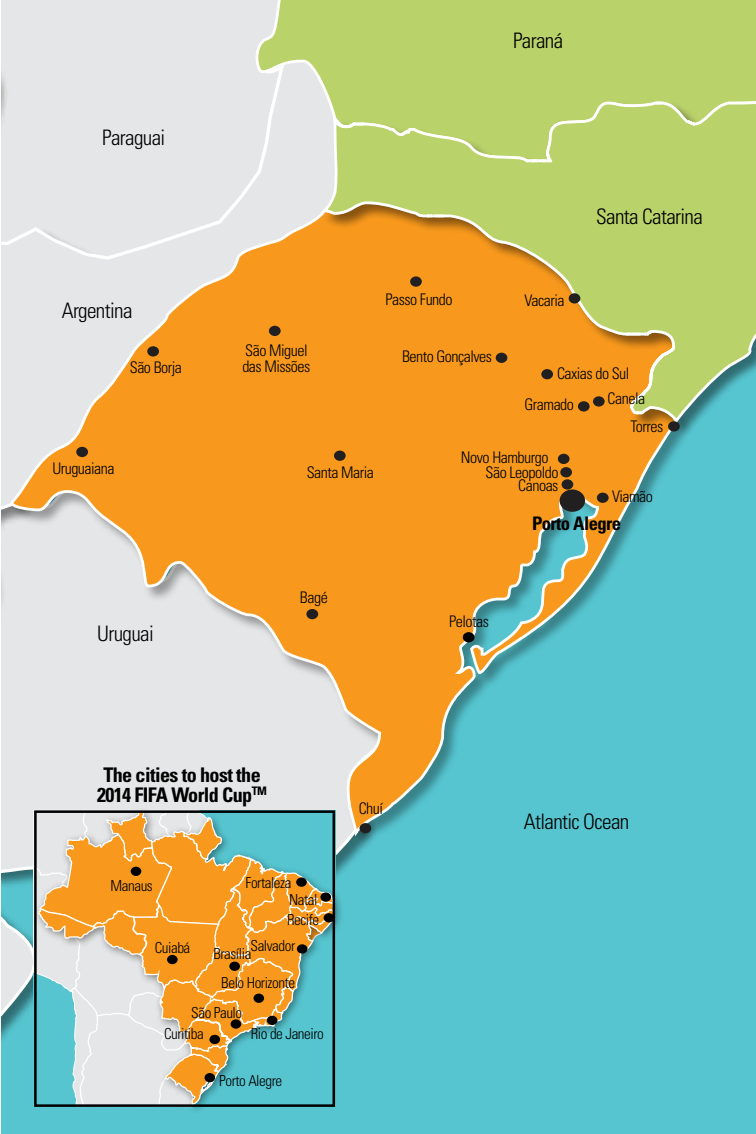 Paraná
Paraguai
Santa Catarina
Argentina
Passo Fundo
Vacaria
São Miguel
das Missões
São Borja
Bento Gonçalves
Caxias do Sul
Canela
Gramado
Torres
Uruguaiana
Santa Maria
Novo Hamburgo
São Leopoldo
Canoas
Viamão
Porto Alegre
Bagé
Pelotas
Uruguai
The cities to host the
2014 FIFA World Cup™
Chuí
Atlantic Ocean
Manaus
Fortaleza
Natal
Recife
Cuiabá
Brasília
Salvador
Belo Horizonte
São Paulo
Curitiba
Rio de Janeiro
Porto Alegre